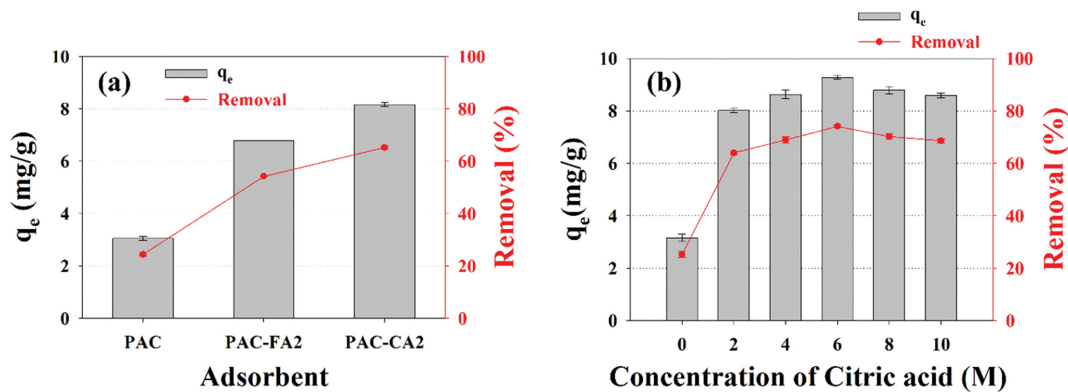 (a)
qe
Removal
10
8
6
4
2
0
qe (mg/g)
100
80
60
40
20
0
Removal (%)
PAC PAC-FA2 PAC-CA2
Adsorbent
qe
Removal
(b)
10
8
6
4
2
0
qe(mg/g)
100
80
60
40
20
0
Removal (%)
0 2 4 6 8 10
Concentration of Citric acid (M)